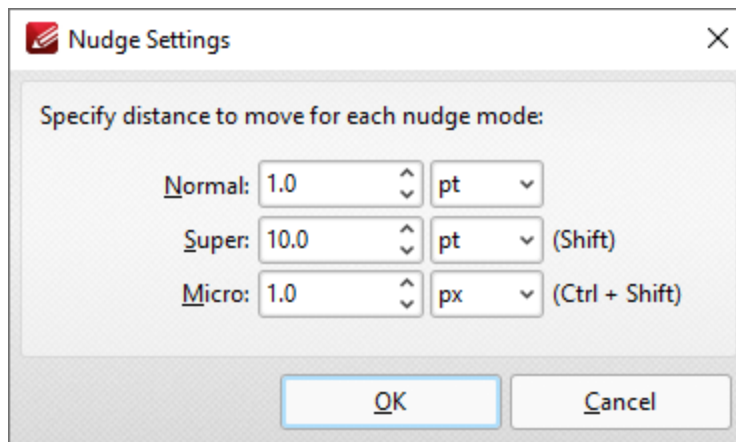 Nudge Settings
Specify distance to move for each nudge mode:
Normal: 1.0 pt
Super: 10.0 pt (Shift)
Micro: 1.0 px (Ctrl + Shift)
OK Cancel